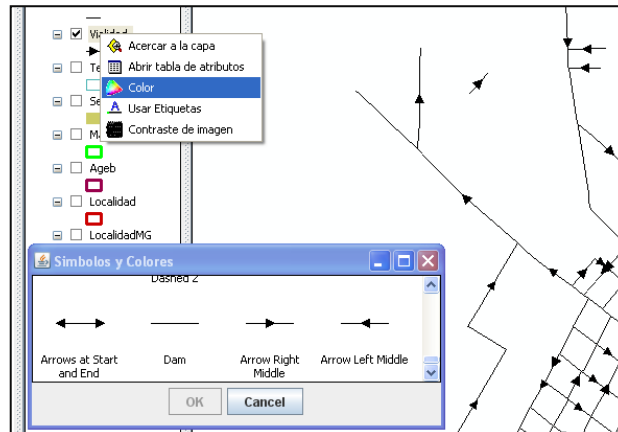 Vialidad
Acercar a la capa
Abrir tabla de atributos
Color
Usar Etiquetas
Contraste de imagen
Te
Se
Ma
Ageb
Localidad
LocalidadMG
Simbolos y Colores
Dashed 2
Arrows at Start
and End
Dam
Arrow Right
Middle
Arrow Left Middle
OK
Cancel